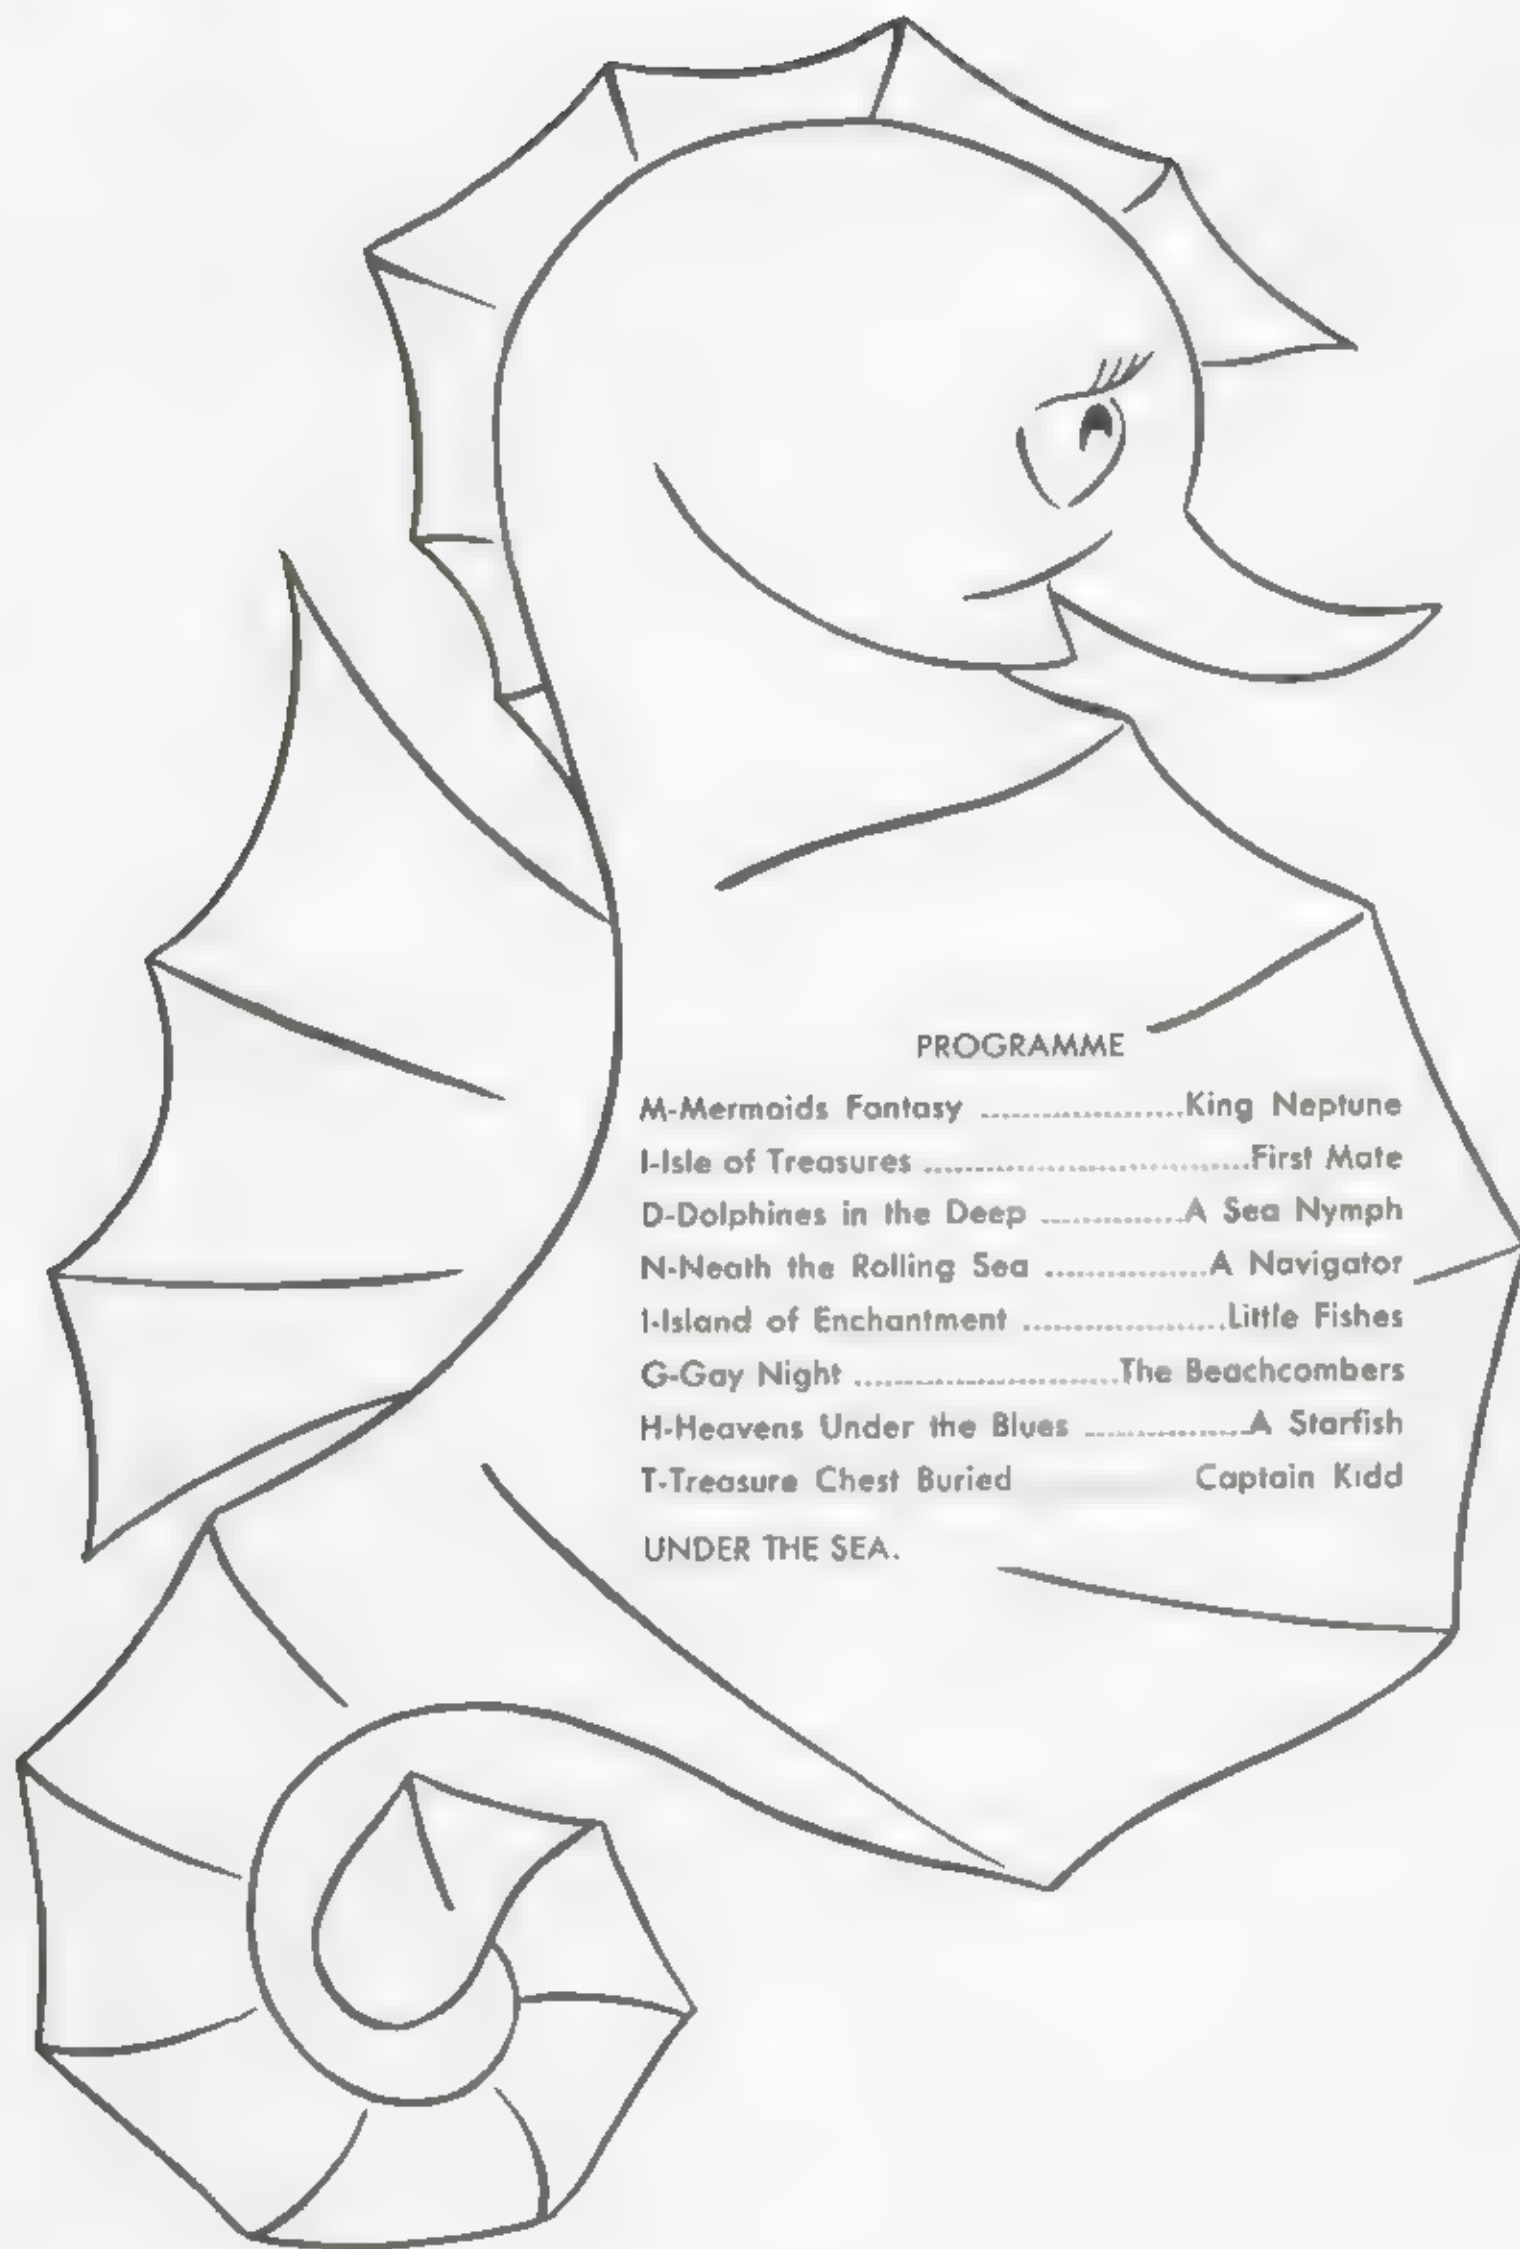 PROGRAMME
M-Mermaids Fantasy ....................King Neptune
I-Isle of Treasures ................................First Mate
D-Dolphines in the Deep ..............A Sea Nymph
N-Neath the Rolling Sea ................A Navigator
I-Island of Enchantment ....................Little Fishes
G-Gay Night ..........................The Beachcombers
H-Heavens Under the Blues ................A Starfish
T-Treasure Chest Buried Captain Kidd
UNDER THE SEA.